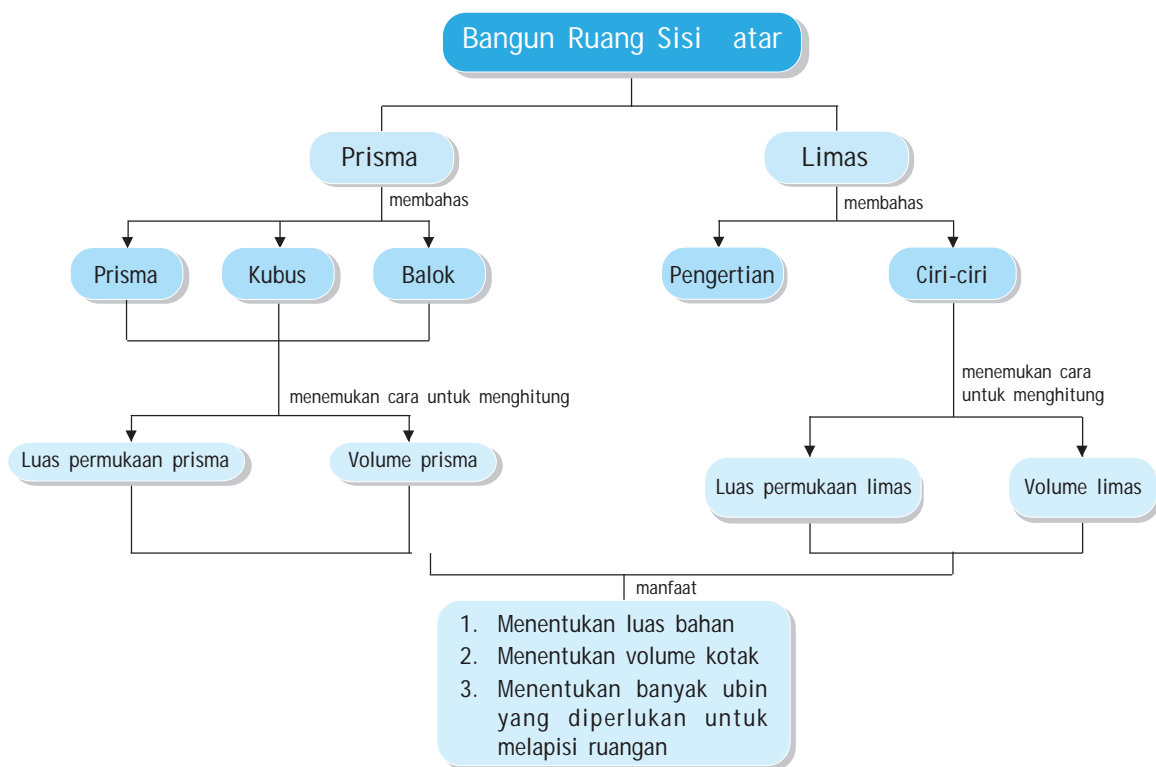 Bangun Ruang Sisi atar
Prisma
Limas
membahas
membahas
Prisma
Kubus
Balok
Pengertian
Ciri-ciri
menemukan cara untuk menghitung
menemukan cara
untuk menghitung
Luas permukaan prisma
Volume prisma
Luas permukaan limas
Volume limas
manfaat
1. Menentukan luas bahan
2. Menentukan volume kotak
3. Menentukan banyak ubin
yang diperlukan untuk
melapisi ruangan